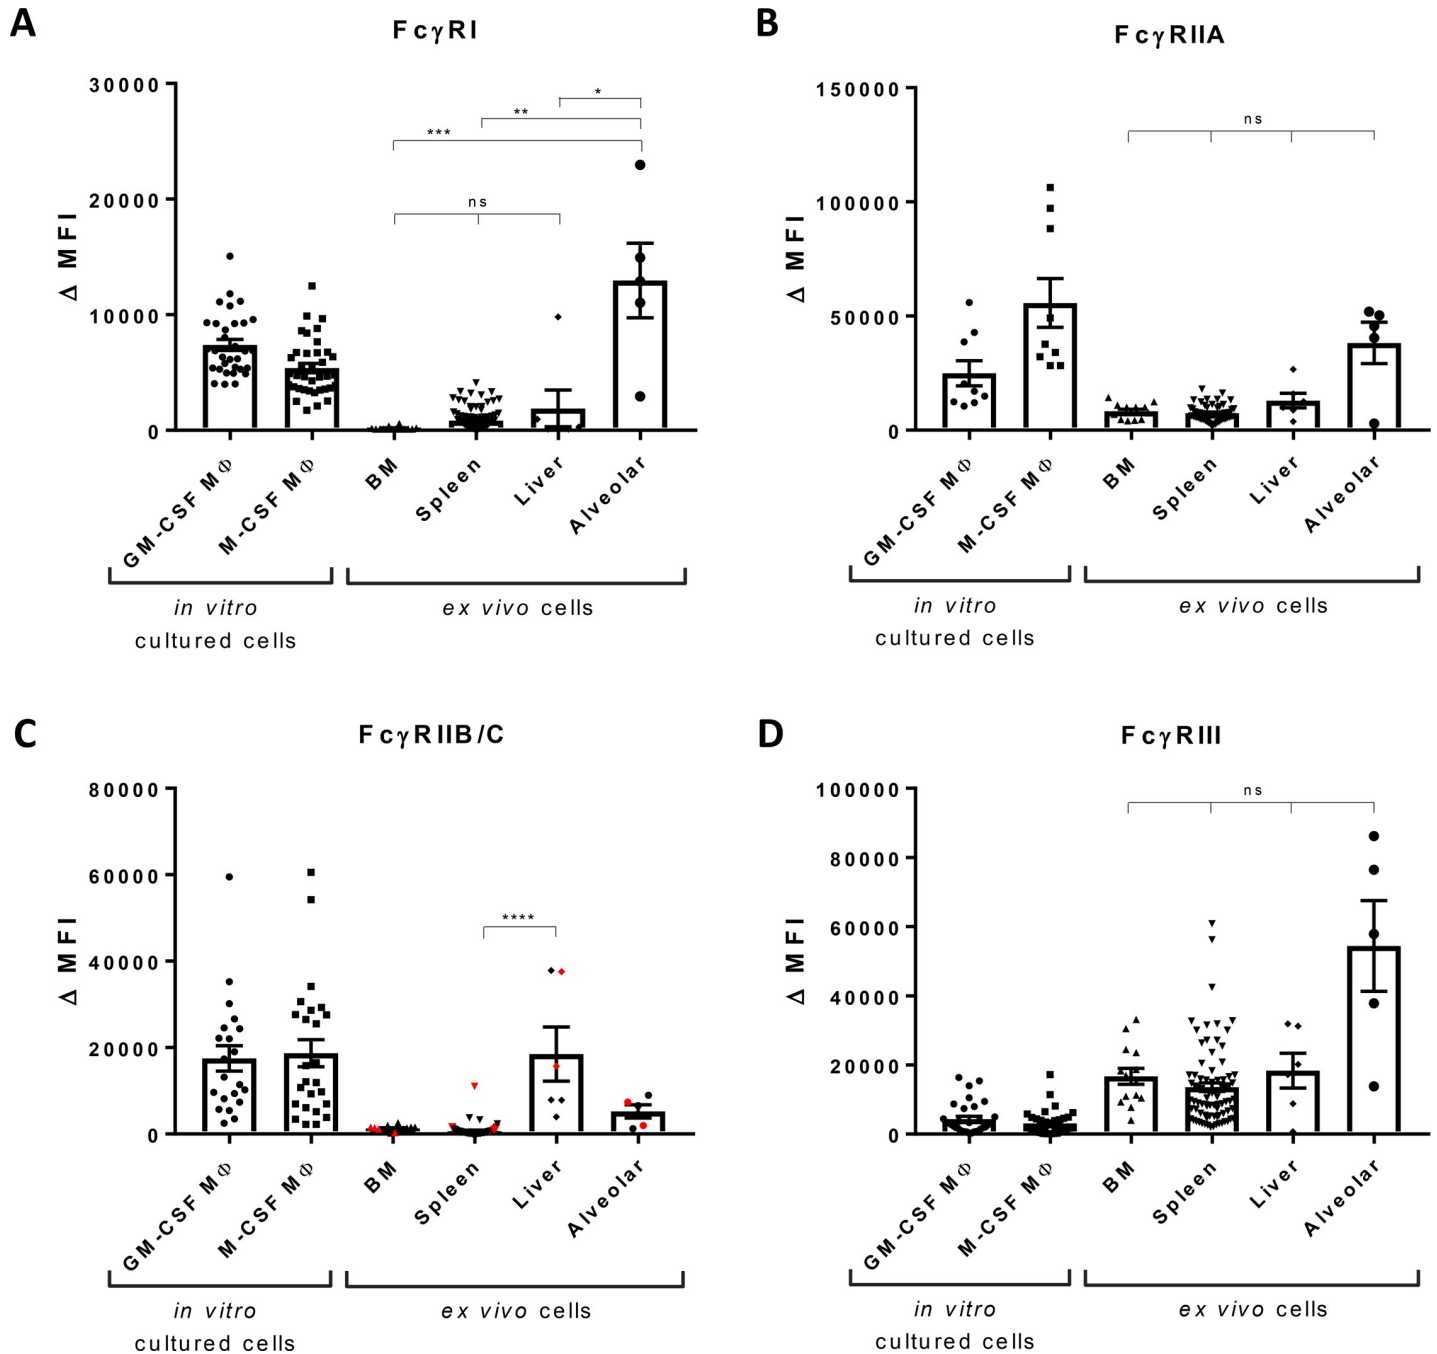 A
FcγRI
30000
20000
10000
0
Δ MFI
*
**
***
ns
GM-CSF MΦ
M-CSF MΦ
BM
Spleen
Liver
Alveolar
in vitro
cultured cells
ex vivo cells
B
FcγRIIA
150000
100000
50000
0
Δ MFI
ns
GM-CSF MΦ
M-CSF MΦ
BM
Spleen
Liver
Alveolar
in vitro
cultured cells
ex vivo cells
C
FcγRIIB/C
80000
60000
40000
20000
0
Δ MFI
****
GM-CSF MΦ
M-CSF MΦ
BM
Spleen
Liver
Alveolar
in vitro
cultured cells
ex vivo cells
D
FcγRIII
100000
80000
60000
40000
20000
0
Δ MFI
ns
GM-CSF MΦ
M-CSF MΦ
BM
Spleen
Liver
Alveolar
in vitro
cultured cells
ex vivo cells